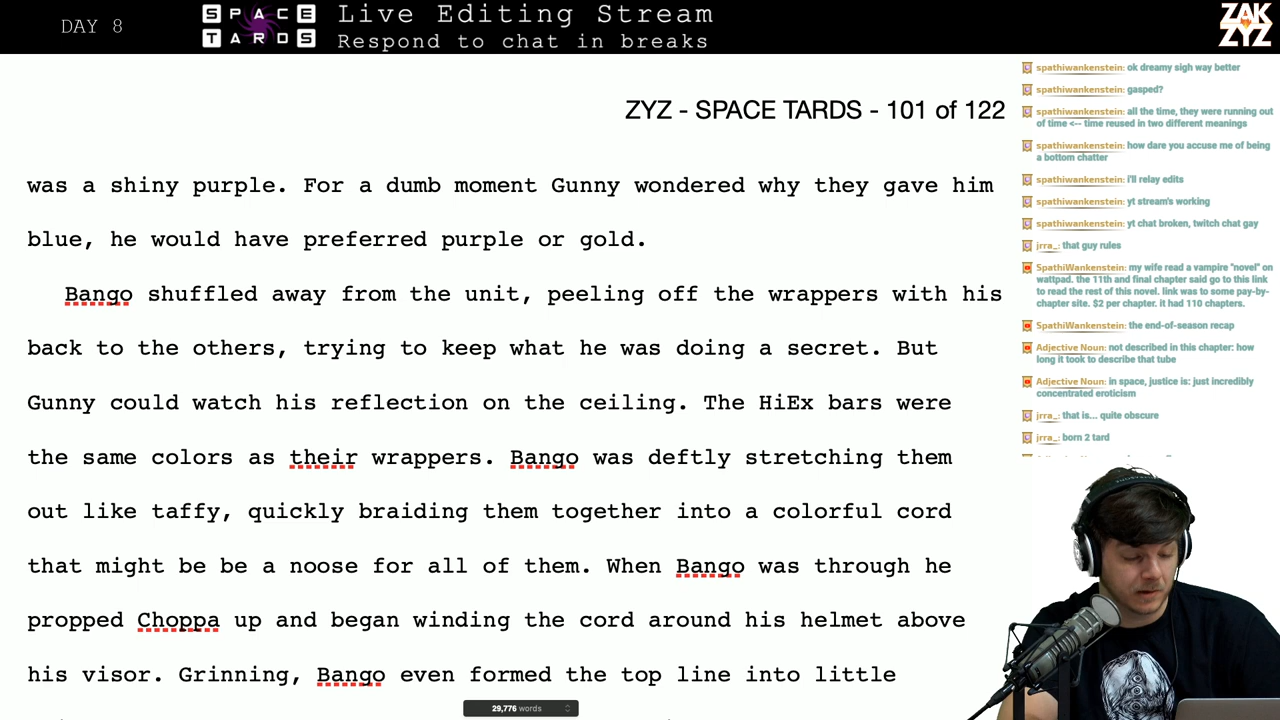 DAY 8
SPACE
TARDS
Live Editing Stream
Respond to chat in breaks
ZAK
ZYZ
ZYZ - SPACE TARDS - 101 of 122
was a shiny purple. For a dumb moment Gunny wondered why they gave him
blue, he would have preferred purple or gold.
Bango shuffled away from the unit, peeling off the wrappers with his
back to the others, trying to keep what he was doing a secret. But
Gunny could watch his reflection on the ceiling. The HiEx bars were
the same colors as their wrappers. Bango was deftly stretching them
out like taffy, quickly braiding them together into a colorful cord
that might be be a noose for all of them. When Bango was through he
propped Choppa up and began winding the cord around his helmet above
his visor. Grinning, Bango even formed the top line into little
29,776 words
spathiwankenstein: ok dreamy sigh way better
spathiwankenstein: gasped?
spathiwankenstein: all the time, they were running out
of time <-- time reused in two different meanings
spathiwankenstein: how dare you accuse me of being
a bottom chatter
spathiwankenstein: i'll relay edits
spathiwankenstein: yt stream's working
spathiwankenstein: yt chat broken, twitch chat gay
jrra_: that guy rules
SpathiWankenstein: my wife read a vampire "novel" on
wattpad. the 11th and final chapter said go to this link
to read the rest of this novel. link was to some pay-by-
chapter site. $2 per chapter. it had 110 chapters.
SpathiWankenstein: the end-of-season recap
Adjective Noun: not described in this chapter: how
long it took to describe that tube
Adjective Noun: in space, justice is: just incredibly
concentrated eroticism
jrra_: that is... quite obscure
jrra_: born 2 tard